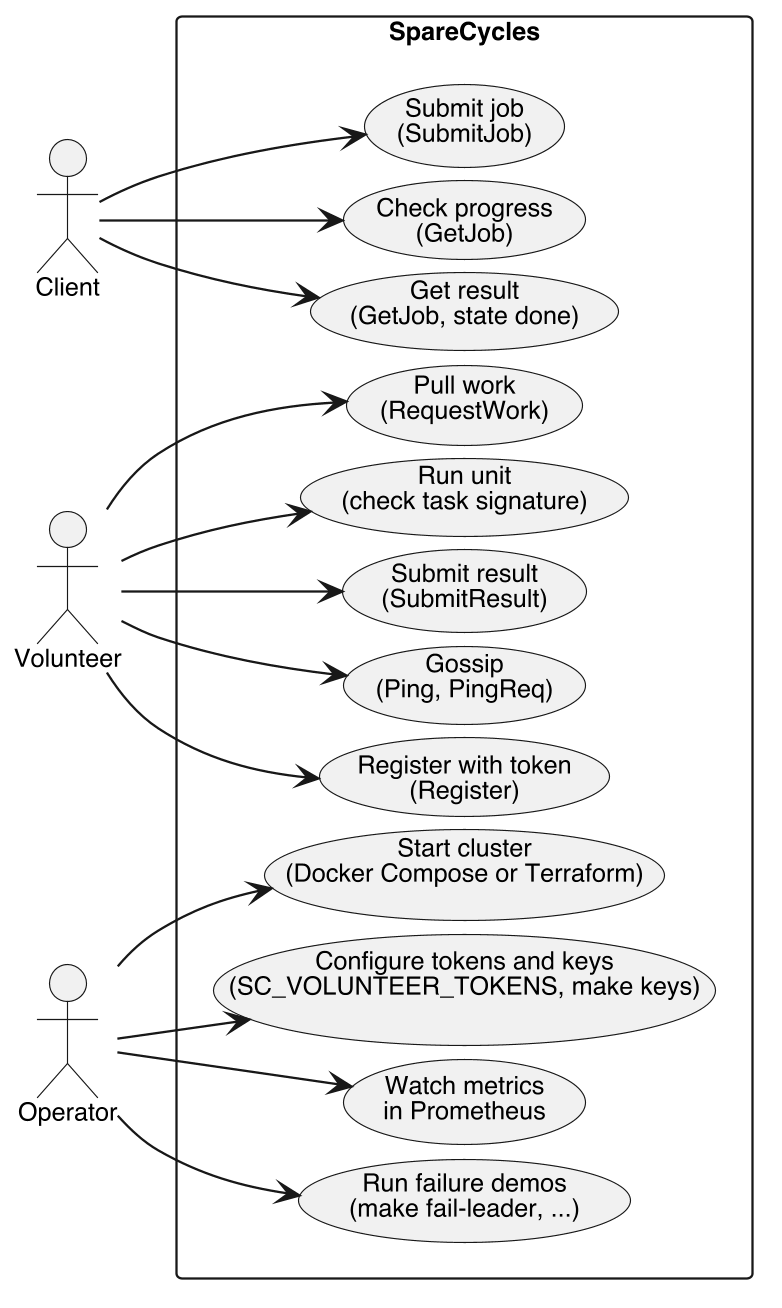 SpareCycles
Submit job
(SubmitJob)
Check progress
(GetJob)
Client
Get result
(GetJob, state done)
Pull work
(RequestWork)
Run unit
(check task signature)
Submit result
(SubmitResult)
Volunteer
Gossip
(Ping, PingReq)
Register with token
(Register)
Start cluster
(Docker Compose or Terraform)
Configure tokens and keys
(SC_VOLUNTEER_TOKENS, make keys)
Watch metrics
in Prometheus
Operator
Run failure demos
(make fail-leader, ...)